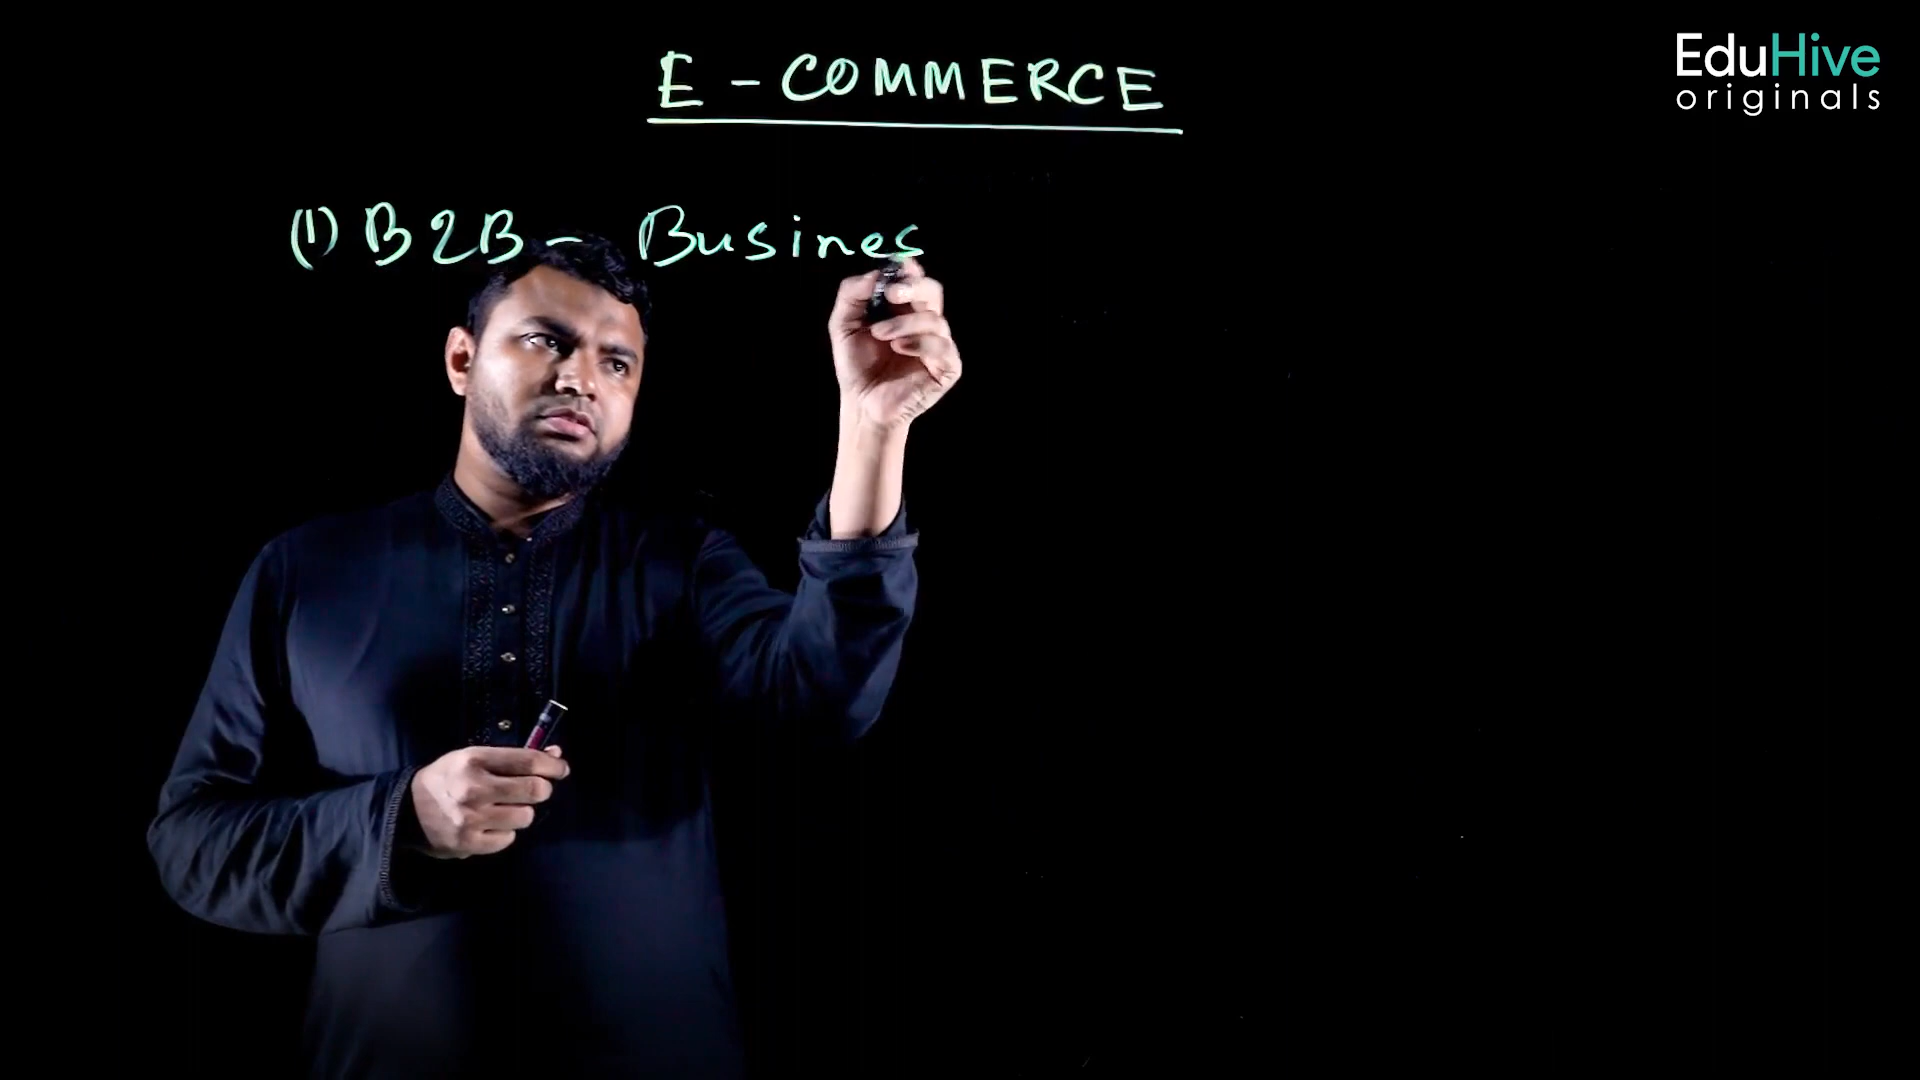 E - COMMERCE
EduHive
originals
(1) B2B - Busines